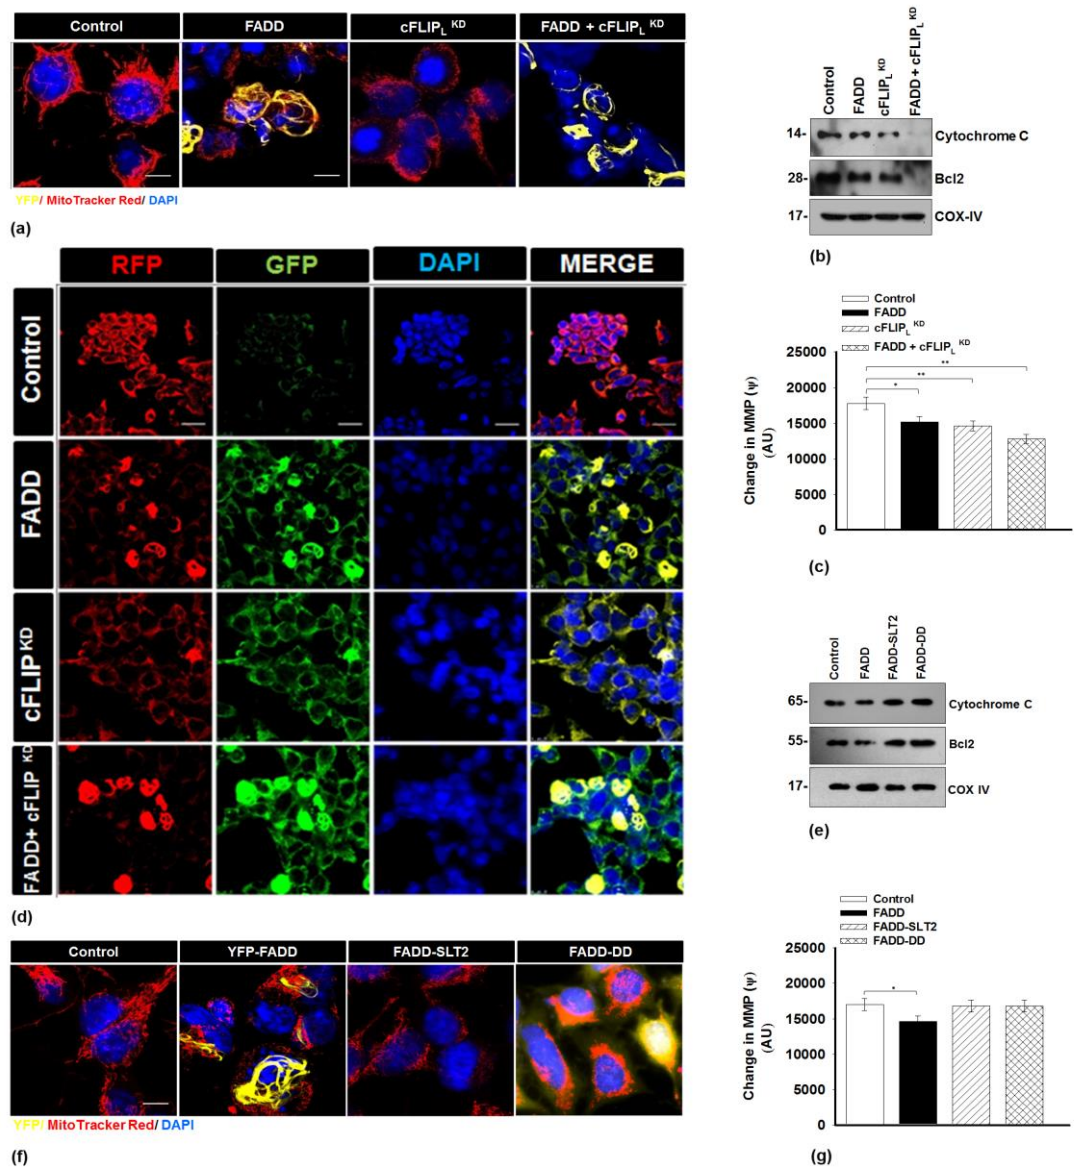 Control FADD cFLIPL KD FADD + cFLIPL KD
YFP/ MitoTracker Red/ DAPI
(a)
Control FADD cFLIPL KD FADD + cFLIPL KD
14- Cytochrome C
28- Bcl2
17- COX-IV
(b)
Control
FADD
cFLIPL KD
FADD + cFLIPL KD
25000
20000
15000
10000
5000
0
Change in MMP (ψ)
(AU)
** 
**
*
(c)
RFP GFP DAPI MERGE
Control
FADD
cFLIP KD
FADD+ cFLIP KD
(d)
Control FADD FADD-SLT2 FADD-DD
65- Cytochrome C
55- Bcl2
17- COX IV
(e)
Control YFP-FADD FADD-SLT2 FADD-DD
YFP/ MitoTracker Red/ DAPI
(f)
Control
FADD
FADD-SLT2
FADD-DD
25000
20000
15000
10000
5000
0
Change in MMP (ψ)
(AU)
*
(g)